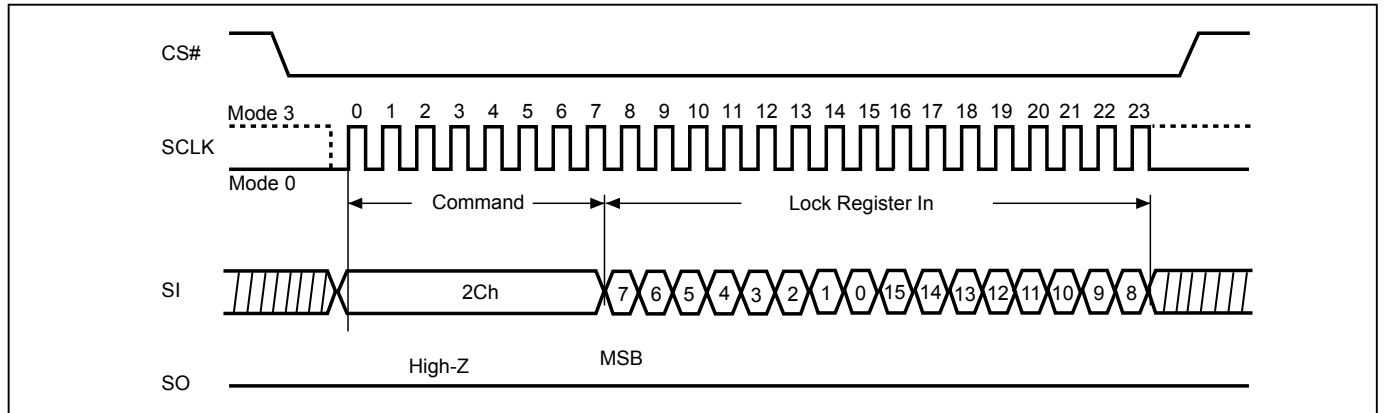 CS#
Mode 3 0 1 2 3 4 5 6 7 8 9 10 11 12 13 14 15 16 17 18 19 20 21 22 23
SCLK
Mode 0
Command Lock Register In
SI 2Ch 7 6 5 4 3 2 1 0 15 14 13 12 11 10 9 8
High-Z MSB
SO